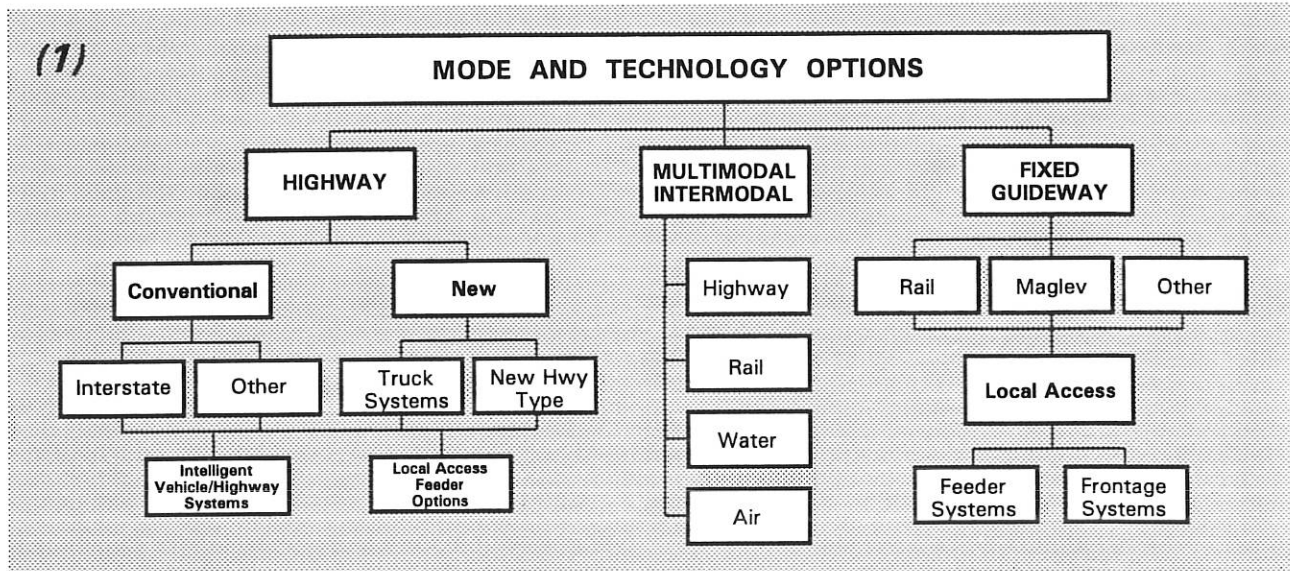 (1)
MODE AND TECHNOLOGY OPTIONS
HIGHWAY
MULTIMODAL
INTERMODAL
FIXED
GUIDEWAY
Conventional
New
Highway
Rail
Maglev
Other
Interstate
Other
Truck
Systems
New Hwy
Type
Rail
Local Access
Intelligent
Vehicle/Highway
Systems
Local Access
Feeder
Options
Water
Air
Feeder
Systems
Frontage
Systems